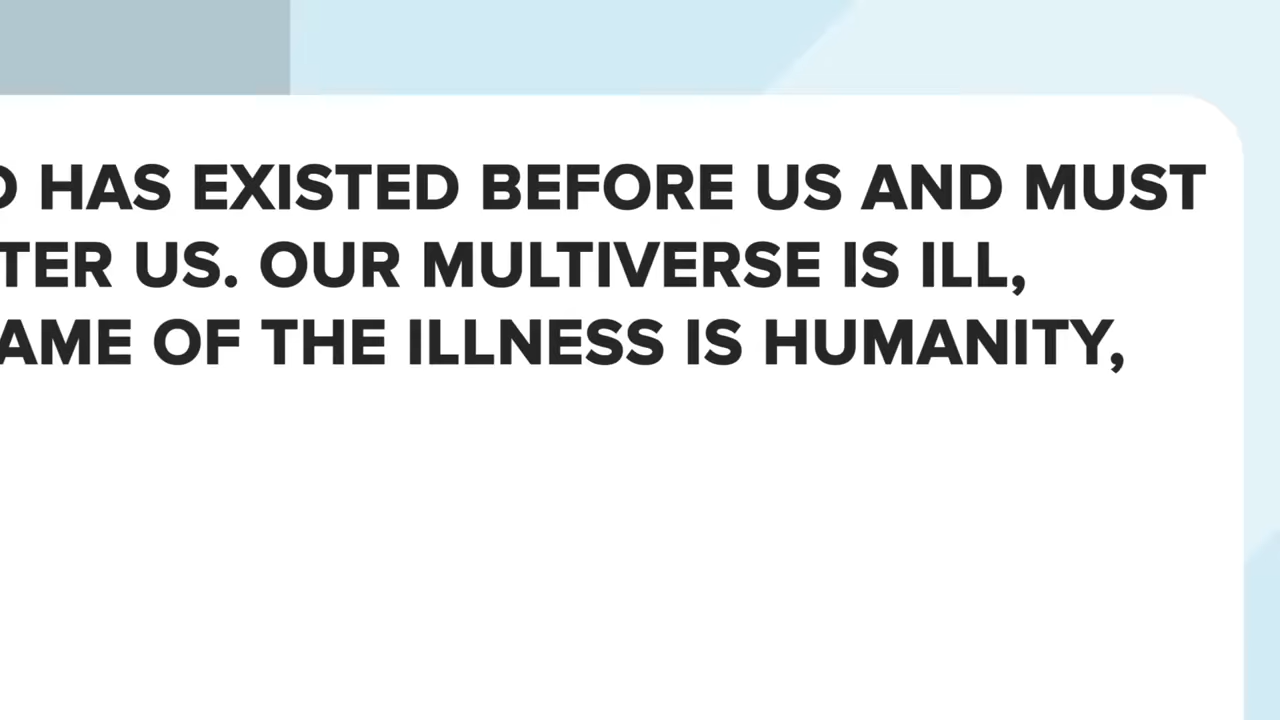 HAS EXISTED BEFORE US AND MUST
TER US. OUR MULTIVERSE IS ILL,
AME OF THE ILLNESS IS HUMANITY,